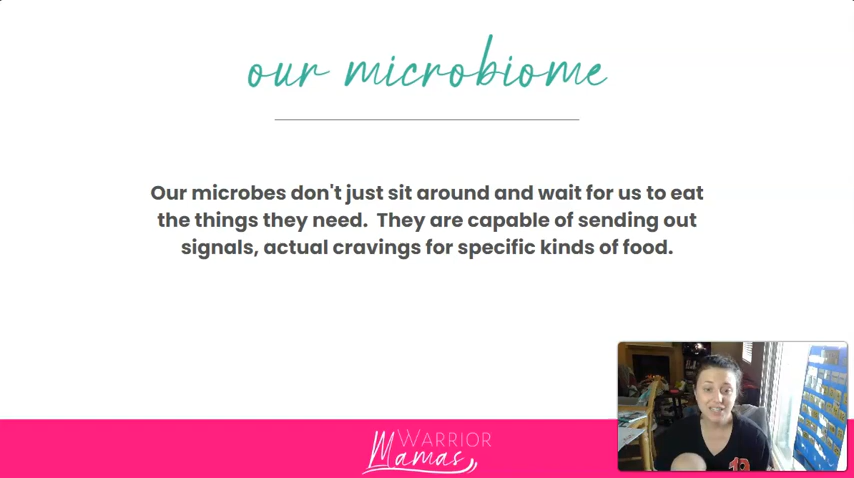 our microbiome
Our microbes don't just sit around and wait for us to eat
the things they need.  They are capable of sending out
signals, actual cravings for specific kinds of food.
WARRIOR
Mamas
12